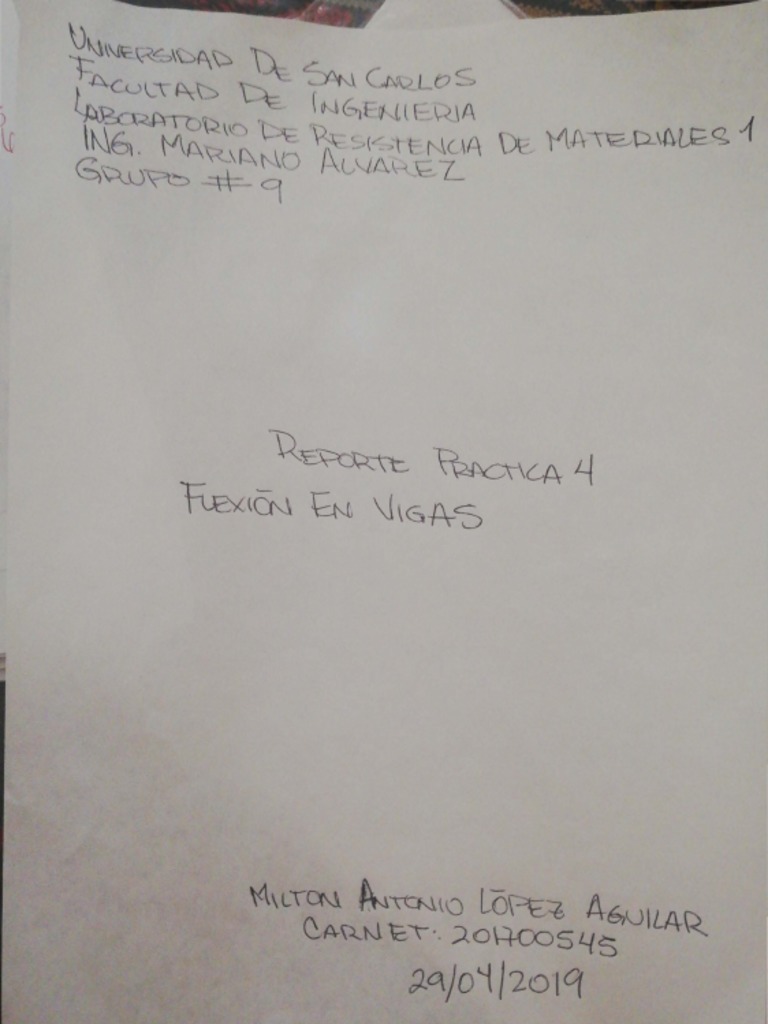 UNIVERSIDAD DE SAN CARLOS
FACULTAD DE INGENIERIA
LABORATORIO DE RESISTENCIA DE MATERIALES 1
ING. MARIANO ALVAREZ
GRUPO # 9
REPORTE PRACTICA 4
FLEXIÓN EN VIGAS
MILTON ANTONIO LÓPEZ AGUILAR
CARNET: 201700545
29/04/2019